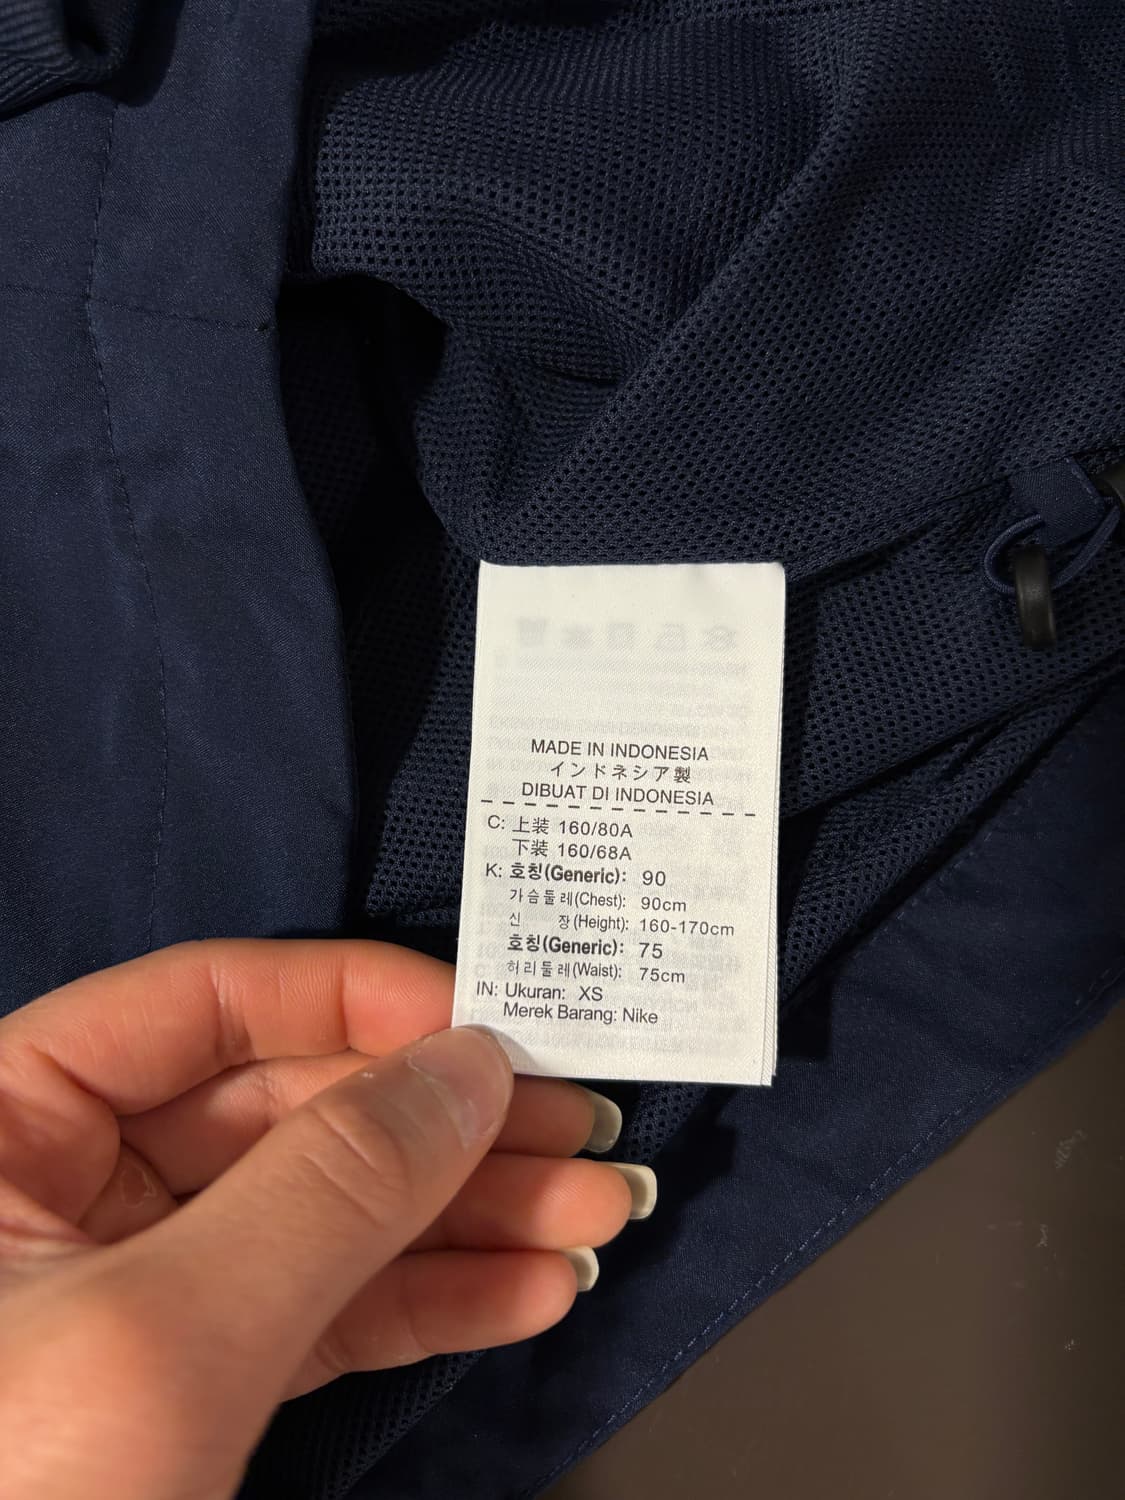 MADE IN INDONESIA
インドネシア製
DIBUAT DI INDONESIA
C: 上装 160/80A
下装 160/68A
K: 호칭(Generic): 90
가슴둘레(Chest): 90cm
신 장(Height): 160-170cm
호칭(Generic): 75
허리둘레(Waist): 75cm
IN: Ukuran: XS
Merek Barang: Nike